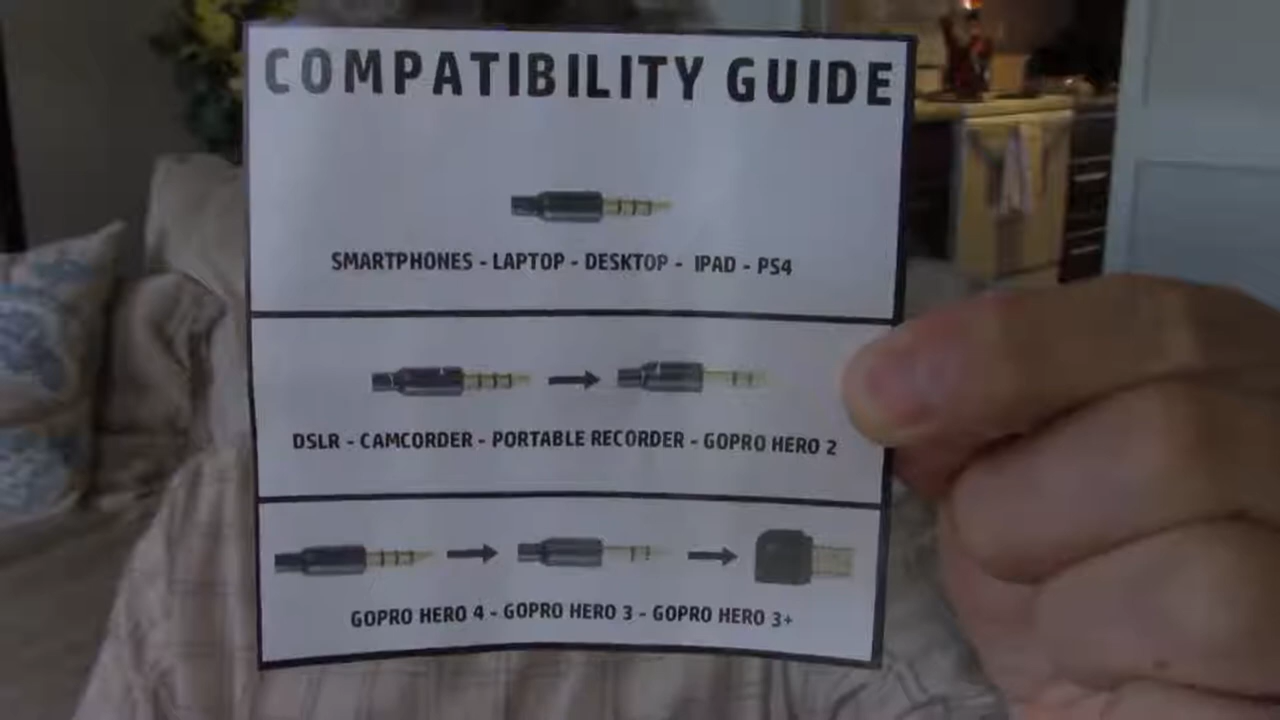 COMPATIBILITY GUIDE
SMARTPHONES - LAPTOP - DESKTOP - IPAD - PS4
DSLR - CAMCORDER - PORTABLE RECORDER - GOPRO HERO 2
GOPRO HERO 4 - GOPRO HERO 3 - GOPRO HERO 3+